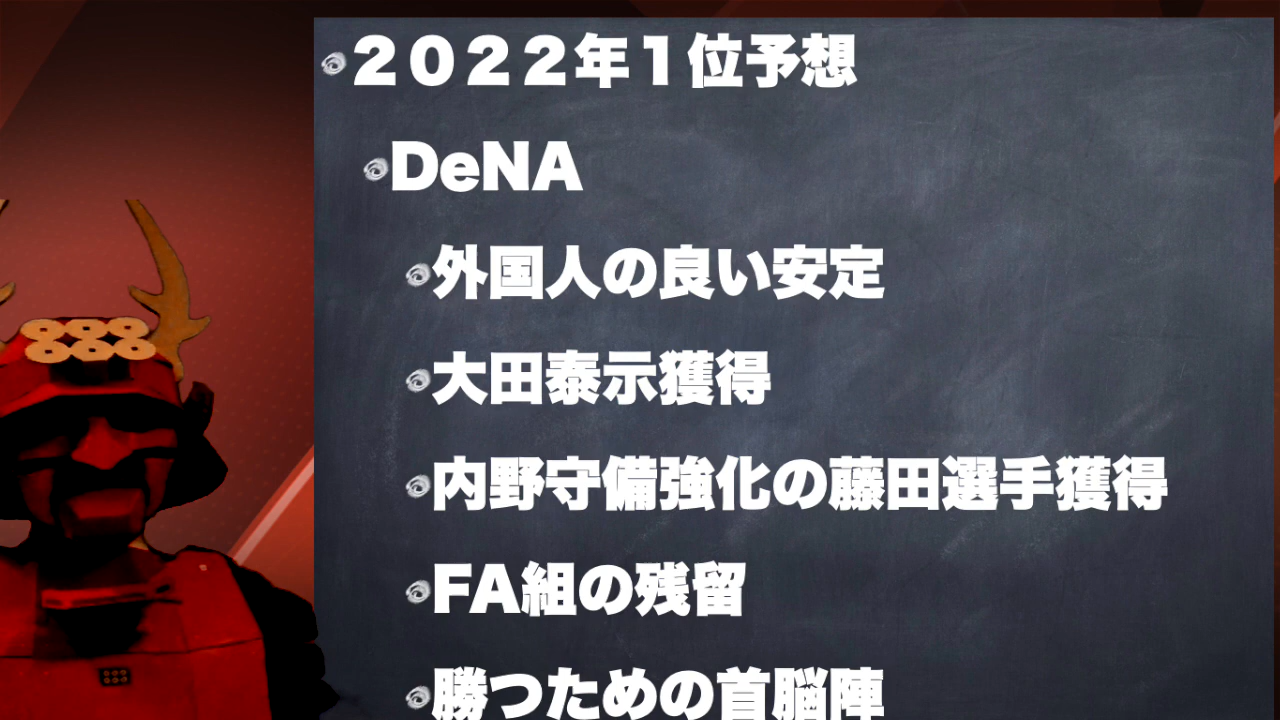 ２０２２年１位予想
DeNA
外国人の良い安定
大田泰示獲得
内野守備強化の藤田選手獲得
FA組の残留
勝つための首脳陣